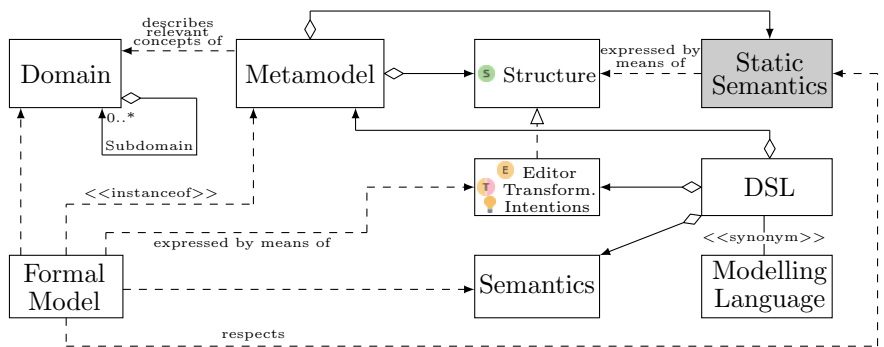 describes
relevant
concepts of
expressed by
means of
Domain
Metamodel
S Structure
Static
Semantics
0..*
Subdomain
<<instanceof>>
E Editor
T Transform.
Intentions
DSL
expressed by means of
<<synonym>>
Formal
Model
Semantics
Modelling
Language
respects